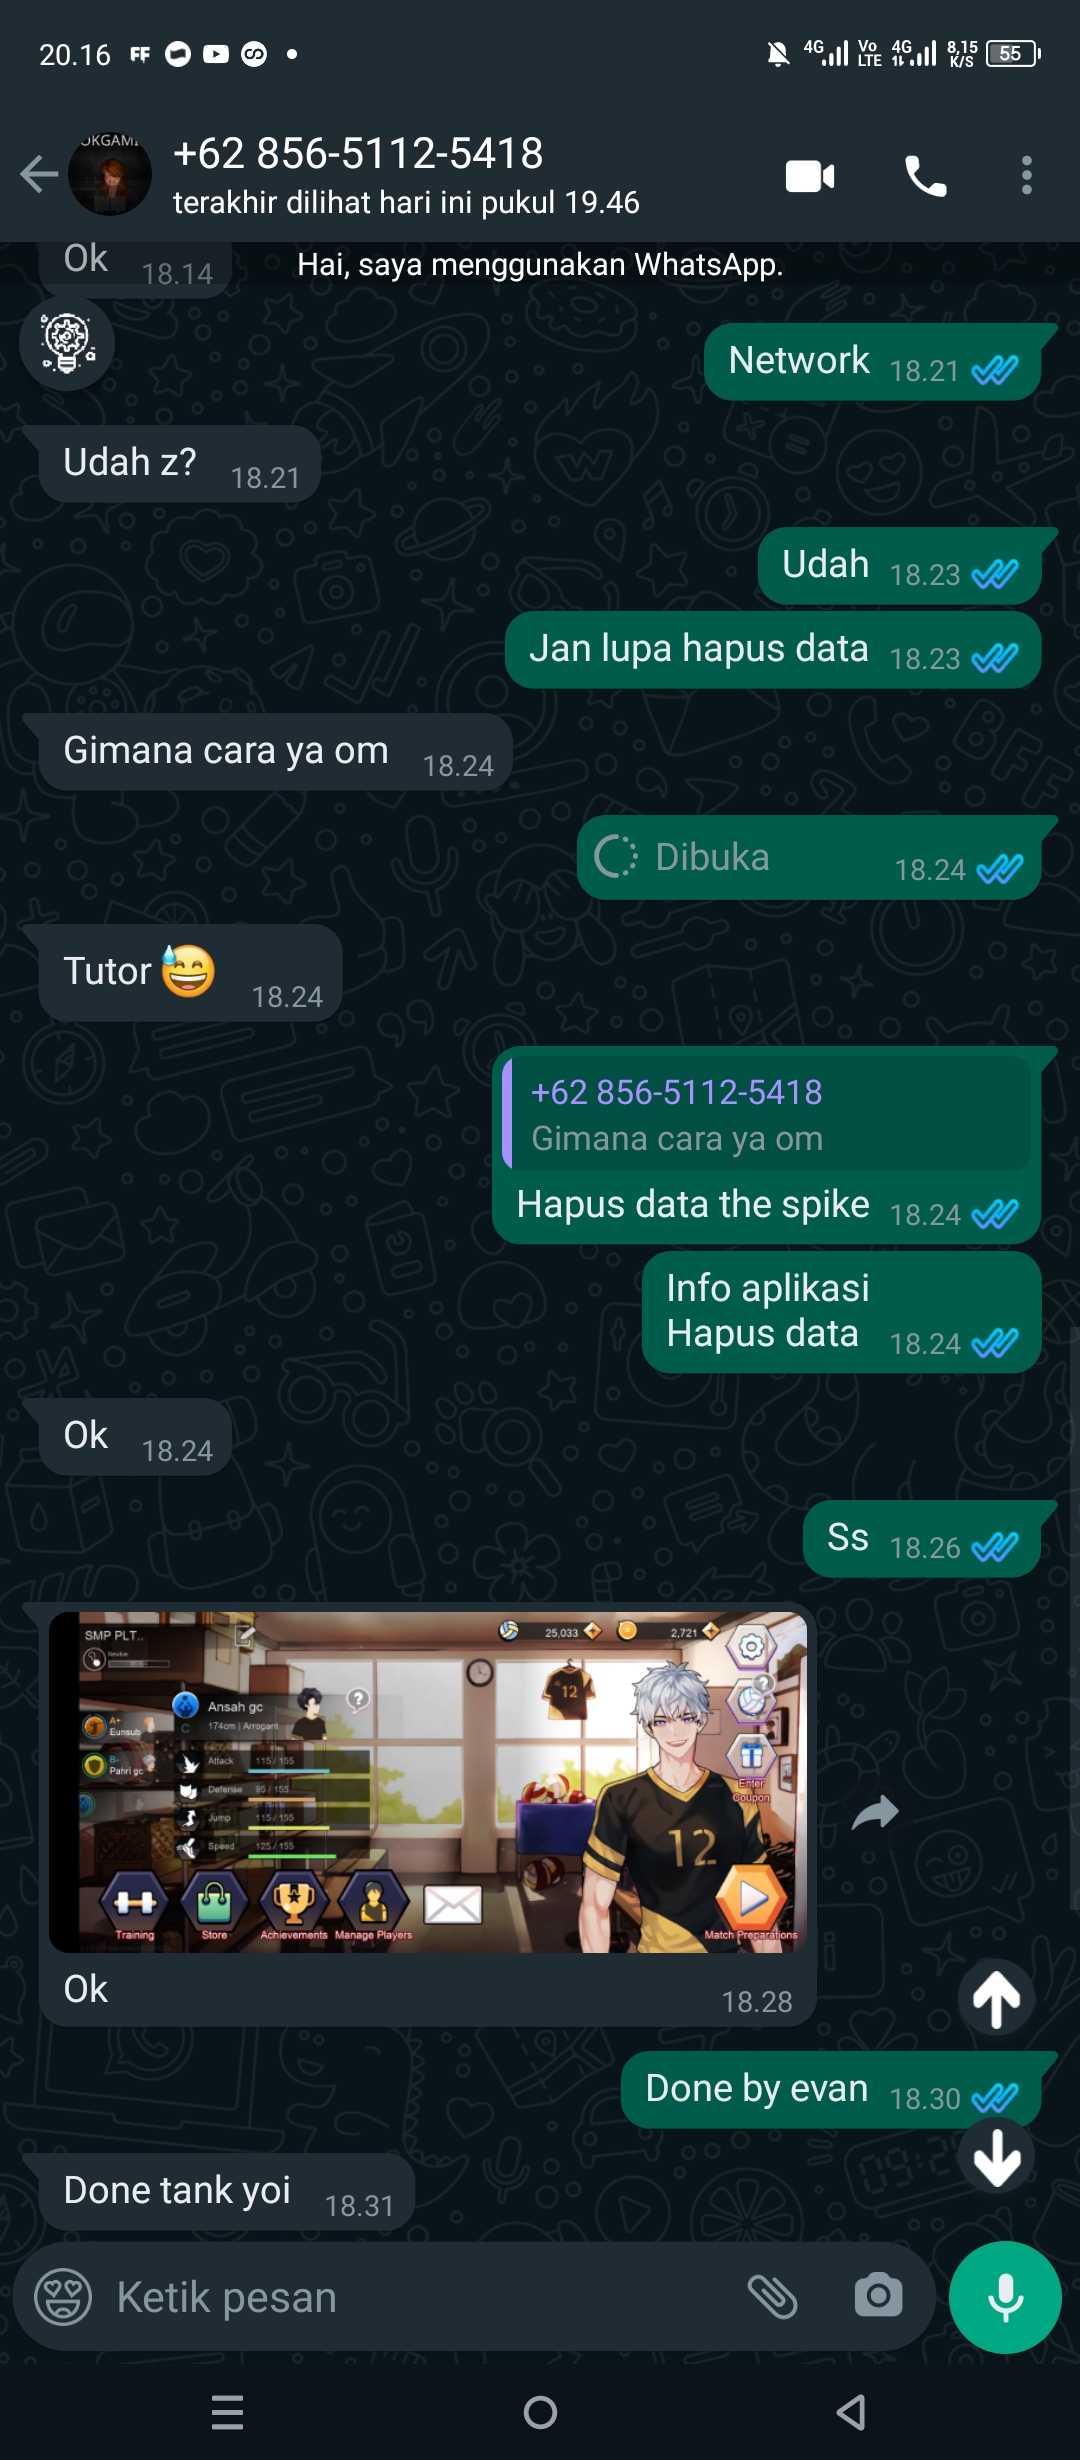 20.16
4G
Vo
LTE
4G
8,15
K/S
55
+62 856-5112-5418
terakhir dilihat hari ini pukul 19.46
Ok 18.14
Hai, saya menggunakan WhatsApp.
Network 18.21
Udah z? 18.21
Udah 18.23
Jan lupa hapus data 18.23
Gimana cara ya om 18.24
Dibuka 18.24
Tutor 😅 18.24
+62 856-5112-5418
Gimana cara ya om
Hapus data the spike 18.24
Info aplikasi
Hapus data 18.24
Ok 18.24
Ss 18.26
SMP PLT..
Newbie
25,033
2,721
Ansah gc
174cm | Arrogant
A+
Eunsub
B-
Pahri gc
C
Attack 115 / 155
Defense 95 / 155
Jump 115 / 155
Speed 125 / 155
12
12
Enter
Coupon
Training
Store
Achievements
Manage Players
Match Preparations
Ok 18.28
Done by evan 18.30
Done tank yoi 18.31
Ketik pesan